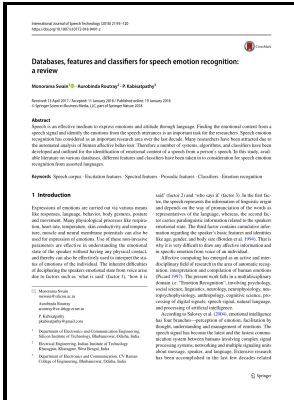 International Journal of Speech Technology (2018) 21:93–120
https://doi.org/10.1007/s10772-018-9491-z
CrossMark
Databases, features and classifiers for speech emotion recognition:
a review
Monorama Swain · Aurobinda Routray · P. Kabisatpathy
Received: 13 April 2017 / Accepted: 11 January 2018 / Published online: 19 January 2018
© Springer Science+Business Media, LLC, part of Springer Nature 2018
Abstract
Speech is an effective medium to express emotions and attitude through language. Finding the emotional content from a
speech signal and identify the emotions from the speech utterances is an important task for the researchers. Speech emotion
recognition has considered as an important research area over the last decade. Many researchers have been attracted due to
the automated analysis of human affective behaviour. Therefore a number of systems, algorithms, and classifiers have been
developed and outlined for the identification of emotional content of a speech from a person's speech. In this study, avail-
able literature on various databases, different features and classifiers have been taken in to consideration for speech emotion
recognition from assorted languages.
Keywords Speech corpus · Excitation features · Spectral features · Prosodic features · Classifiers · Emotion recognition
1 Introduction
Expressions of emotions are carried out via various means
like responses, language, behavior, body gestures, posture
and movement. Many physiological processes like respira-
tion, heart rate, temperature, skin conductivity and tempera-
ture, muscle and neural membrane potentials can also be
used for expressions of emotions. Use of these non-invasive
parameters are effective in understanding the emotional
state of the speaker without having any physical contact,
and thereby can also be effectively used to interpret the sta-
tus of emotions of an individual. The inherent difficulties
of deciphering the speakers emotional state from voice arise
due to factors such as 'what is said' (factor 1), 'how it is
Monorama Swain
mswain@silicon.ac.in
Aurobinda Routray
aroutray@ee.iitkgp.ernet.in
P. Kabisatpathy
pkabisatpathy@gmail.com
1 Department of Electronics and Communication Engineering,
Silicon Institute of Technology, Bhubaneswar, Odisha, India
2 Electrical Engineering, Indian Institute of Technology
Kharagpur, Kharagpur, West Bengal, India
3 Department of Electronics and Communication, CV Raman
College of Engineering, Bhubaneswar, Odisha, India
said' (factor 2) and 'who says it' (factor 3). In the first fac-
tor, the speech represents the information of linguistic origin
and depends on the way of pronunciation of the words as
representatives of the language, whereas, the second fac-
tor carries paralinguistic information related to the speakers
emotional state. The third factor contains cumulative infor-
mation regarding the speaker's basic features and identities
like age, gender, and body size (Borden et al. 1994). That is
why it is very difficult to draw any affective information and
its specific emotions from voice of an individual.
Affective computing has emerged as an active and inter-
disciplinary field of research in the area of automatic recog-
nition, interpretation and compilation of human emotions
(Picard 1997). The present work falls in a multidisciplinary
domain i.e. "Emotion Recognition", involving psychology,
social science, linguistics, neurology, neurophysiology, neu-
ropsychophysiology, anthropology, cognitive science, pro-
cessing of digital signals, speech signal, natural language,
and processing of artificial intelligence.
According to Salovey et al. (2004), emotional intelligence
has four branches—perception of emotion, facilitation by
thought, understanding and management of emotions. The
speech signal has become the fastest and the fairest commu-
nication system between humans involving complex signal
processing systems, networking and multiple signaling units
about message, speaker, and language. Extensive research
has been accomplished in the last few decades related
Springer